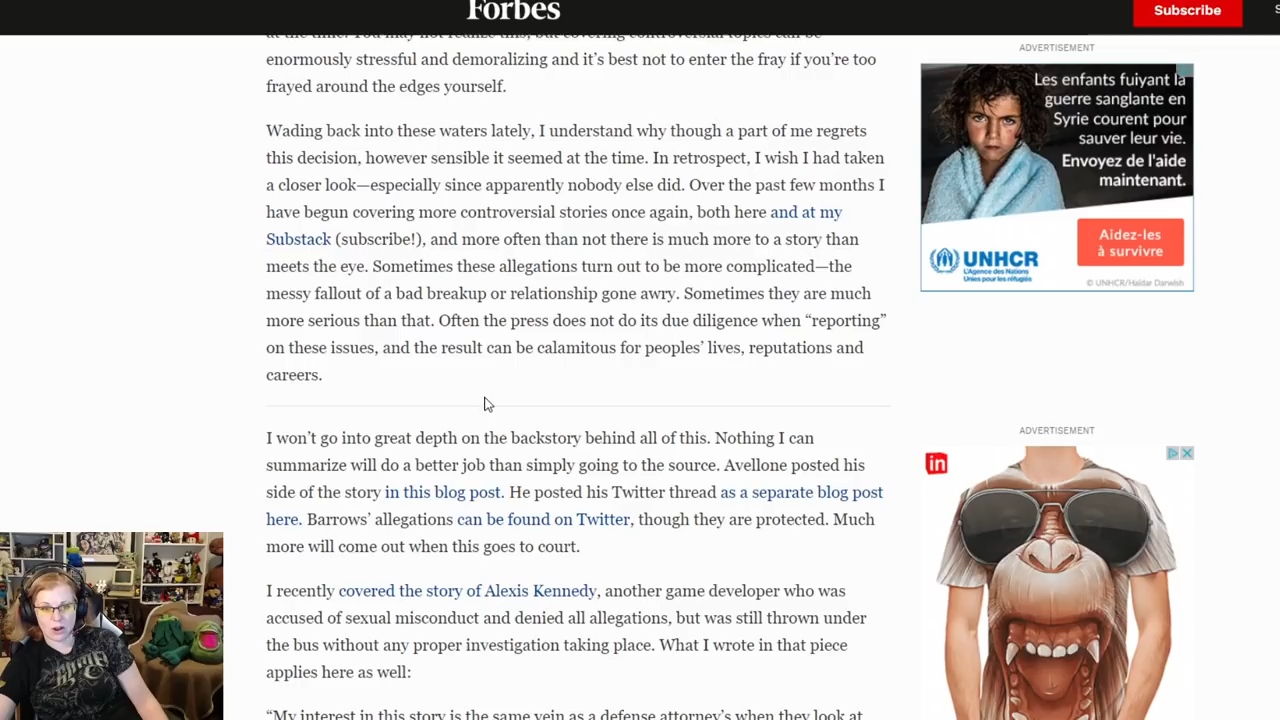 Forbes
Subscribe
enormously stressful and demoralizing and it's best not to enter the fray if you're too
frayed around the edges yourself.
Wading back into these waters lately, I understand why though a part of me regrets
this decision, however sensible it seemed at the time. In retrospect, I wish I had taken
a closer look—especially since apparently nobody else did. Over the past few months I
have begun covering more controversial stories once again, both here and at my
Substack (subscribe!), and more often than not there is much more to a story than
meets the eye. Sometimes these allegations turn out to be more complicated—the
messy fallout of a bad breakup or relationship gone awry. Sometimes they are much
more serious than that. Often the press does not do its due diligence when “reporting”
on these issues, and the result can be calamitous for peoples' lives, reputations and
careers.
I won't go into great depth on the backstory behind all of this. Nothing I can
summarize will do a better job than simply going to the source. Avellone posted his
side of the story in this blog post. He posted his Twitter thread as a separate blog post
here. Barrows' allegations can be found on Twitter, though they are protected. Much
more will come out when this goes to court.
I recently covered the story of Alexis Kennedy, another game developer who was
accused of sexual misconduct and denied all allegations, but was still thrown under
the bus without any proper investigation taking place. What I wrote in that piece
applies here as well:
“My interest in this story is the same vein as a defense attorney's when they look at
ADVERTISEMENT
Les enfants fuiyant la
guerre sanglante en
Syrie courent pour
sauver leur vie.
Envoyez de l'aide
maintenant.
Aidez-les
à survivre
UNHCR
L'Agence des Nations
Unies pour les réfugiés
© UNHCR/Haidar Darwish
ADVERTISEMENT
in